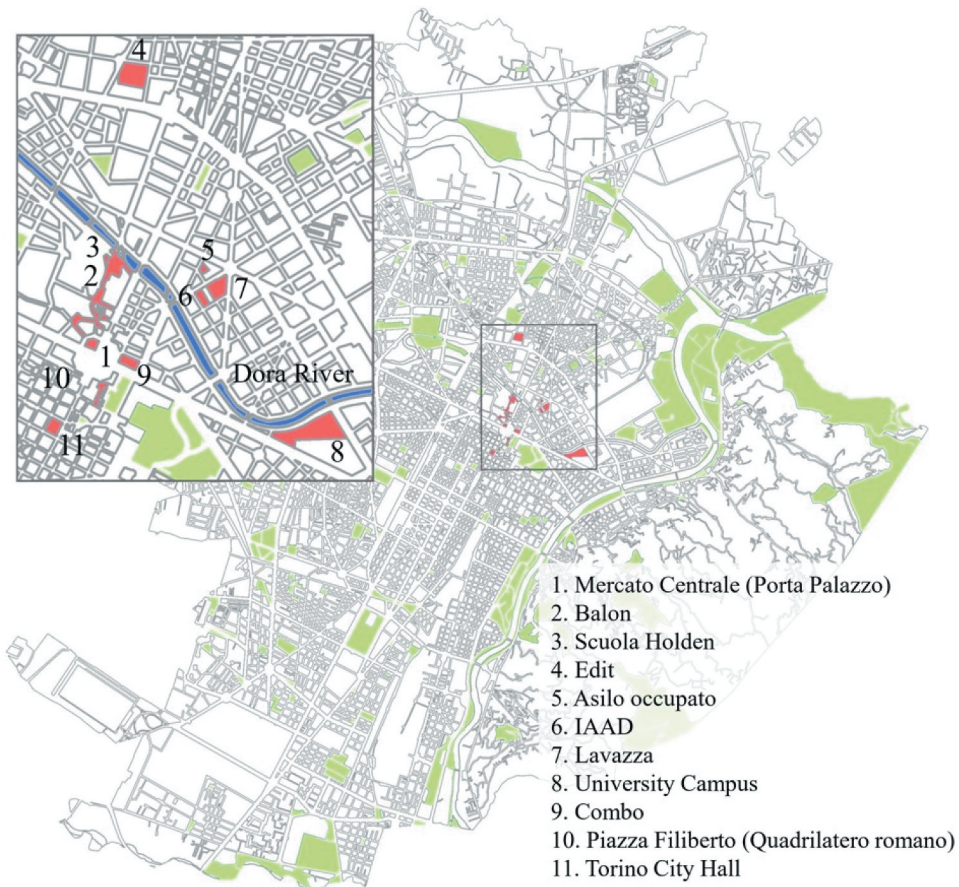 4
3
5
2
6
7
1
9
Dora River
10
11
8
1. Mercato Centrale (Porta Palazzo)
2. Balon
3. Scuola Holden
4. Edit
5. Asilo occupato
6. IAAD
7. Lavazza
8. University Campus
9. Combo
10. Piazza Filiberto (Quadrilatero romano)
11. Torino City Hall